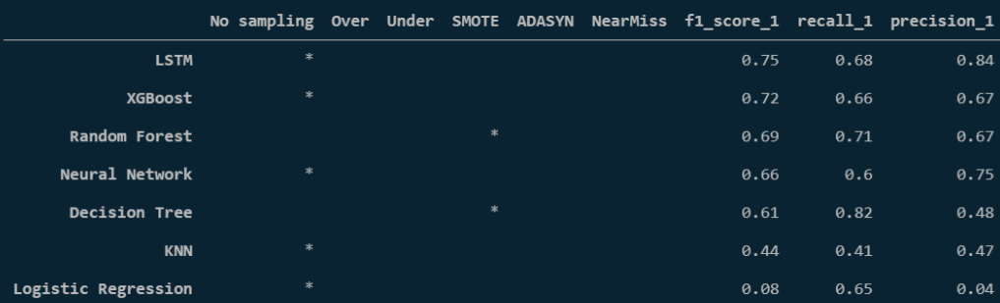 No sampling Over Under SMOTE ADASYN NearMiss f1_score_1 recall_1 precision_1
LSTM * 0.75 0.68 0.84
XGBoost * 0.72 0.66 0.67
Random Forest * 0.69 0.71 0.67
Neural Network * 0.66 0.6 0.75
Decision Tree * 0.61 0.82 0.48
KNN * 0.44 0.41 0.47
Logistic Regression * 0.08 0.65 0.04